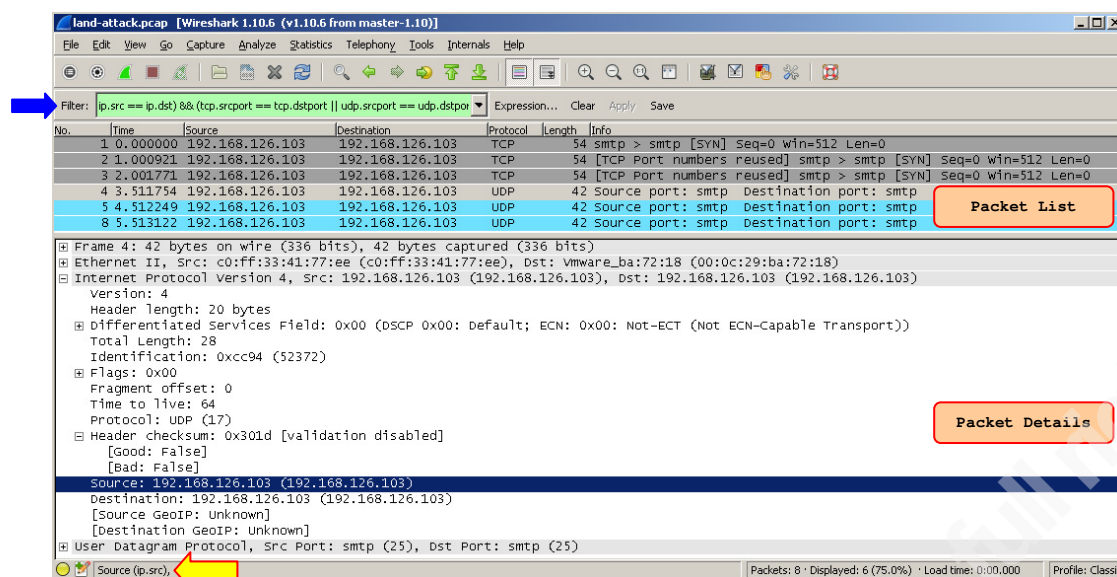 land-attack.pcap [Wireshark 1.10.6 (v1.10.6 from master-1.10)]
File Edit View Go Capture Analyze Statistics Telephony Tools Internals Help
Filter: ip.src == ip.dst) && (tcp.srcport == tcp.dstport || udp.srcport == udp.dstpor Expression... Clear Apply Save
No. Time Source Destination Protocol Length Info
1 0.000000 192.168.126.103 192.168.126.103 TCP 54 smtp > smtp [SYN] Seq=0 Win=512 Len=0
2 1.000921 192.168.126.103 192.168.126.103 TCP 54 [TCP Port numbers reused] smtp > smtp [SYN] Seq=0 Win=512 Len=0
3 2.001771 192.168.126.103 192.168.126.103 TCP 54 [TCP Port numbers reused] smtp > smtp [SYN] Seq=0 Win=512 Len=0
4 3.511754 192.168.126.103 192.168.126.103 UDP 42 Source port: smtp Destination port: smtp
5 4.512249 192.168.126.103 192.168.126.103 UDP 42 Source port: smtp Destination port: smtp
8 5.513122 192.168.126.103 192.168.126.103 UDP 42 Source port: smtp Destination port: smtp
Packet List
Frame 4: 42 bytes on wire (336 bits), 42 bytes captured (336 bits)
Ethernet II, Src: c0:ff:33:41:77:ee (c0:ff:33:41:77:ee), Dst: Vmware_ba:72:18 (00:0c:29:ba:72:18)
Internet Protocol Version 4, Src: 192.168.126.103 (192.168.126.103), Dst: 192.168.126.103 (192.168.126.103)
Version: 4
Header length: 20 bytes
Differentiated Services Field: 0x00 (DSCP 0x00: Default; ECN: 0x00: Not-ECT (Not ECN-Capable Transport))
Total Length: 28
Identification: 0xcc94 (52372)
Flags: 0x00
Fragment offset: 0
Time to live: 64
Protocol: UDP (17)
Packet Details
Header checksum: 0x301d [validation disabled]
[Good: False]
[Bad: False]
Source: 192.168.126.103 (192.168.126.103)
Destination: 192.168.126.103 (192.168.126.103)
[Source GeoIP: Unknown]
[Destination GeoIP: Unknown]
User Datagram Protocol, Src Port: smtp (25), Dst Port: smtp (25)
Source (ip.src), Packets: 8 · Displayed: 6 (75.0%) · Load time: 0:00.000 Profile: Classi